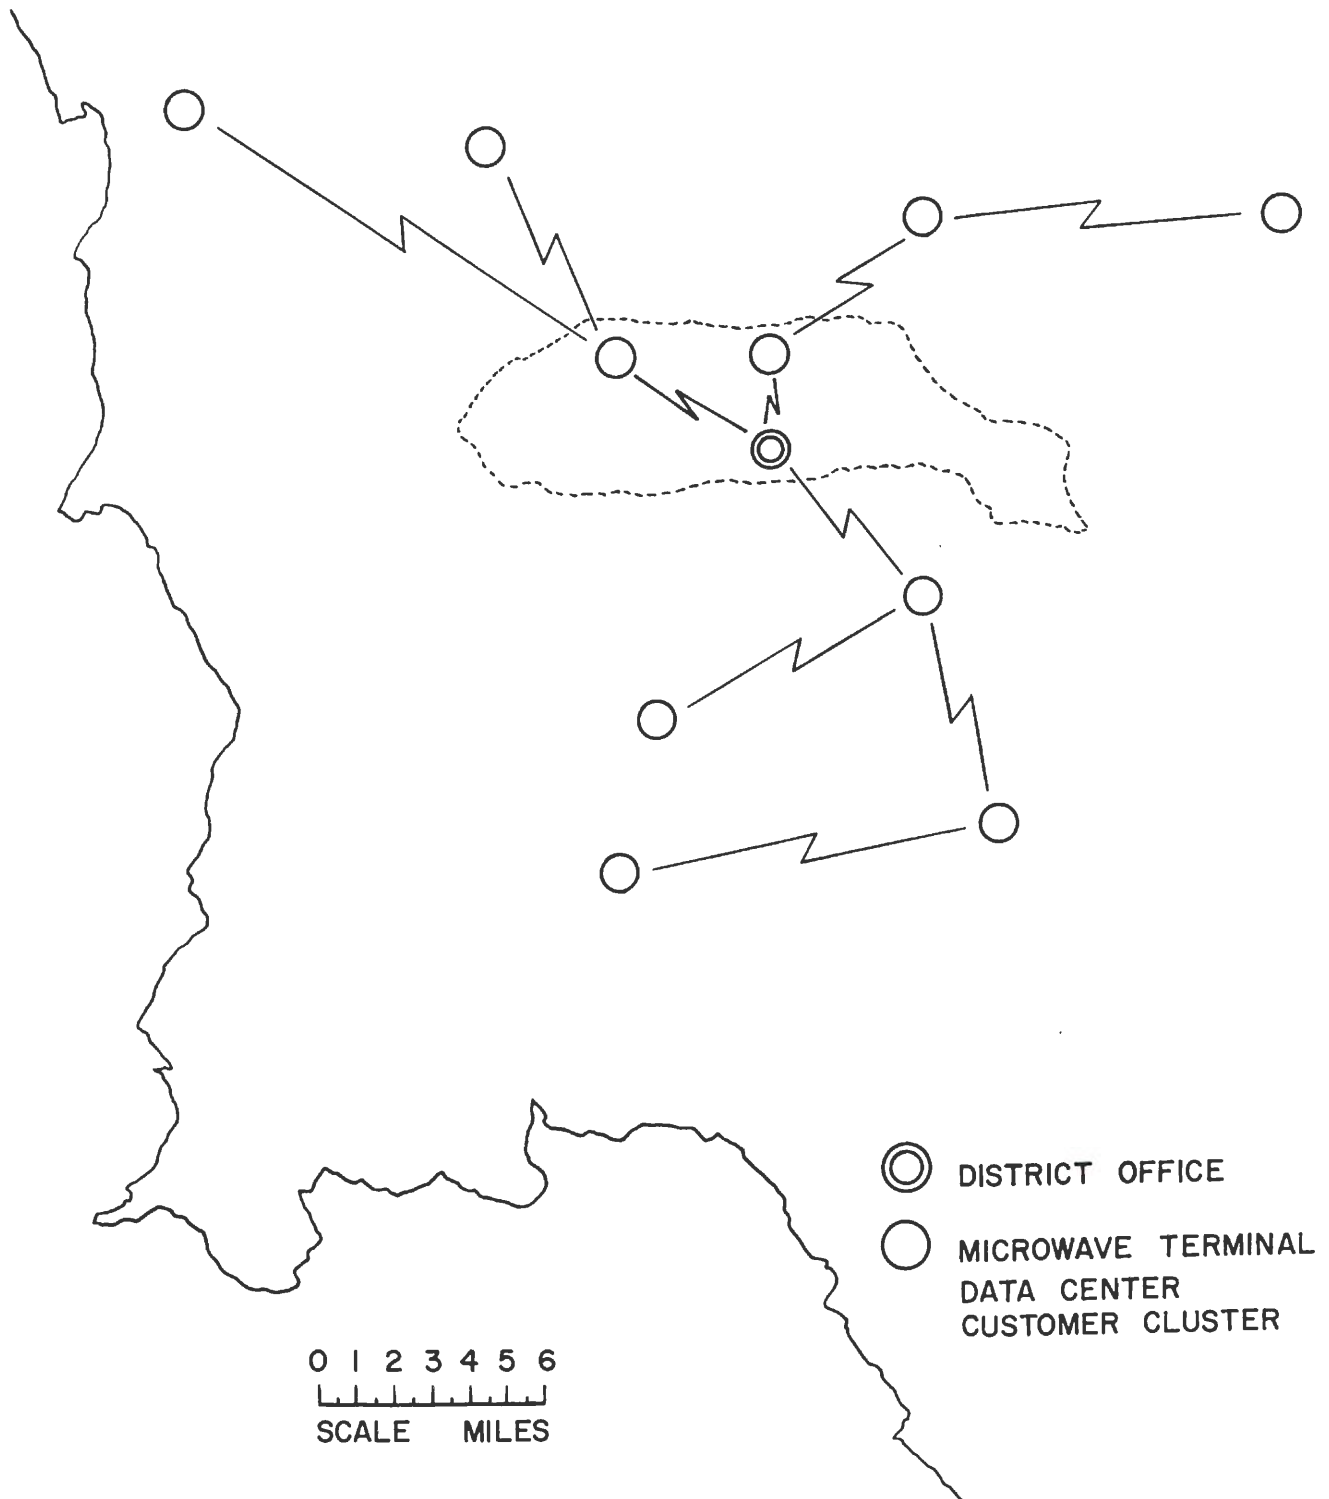 DISTRICT OFFICE
MICROWAVE TERMINAL
DATA CENTER
CUSTOMER CLUSTER
0 1 2 3 4 5 6
SCALE MILES